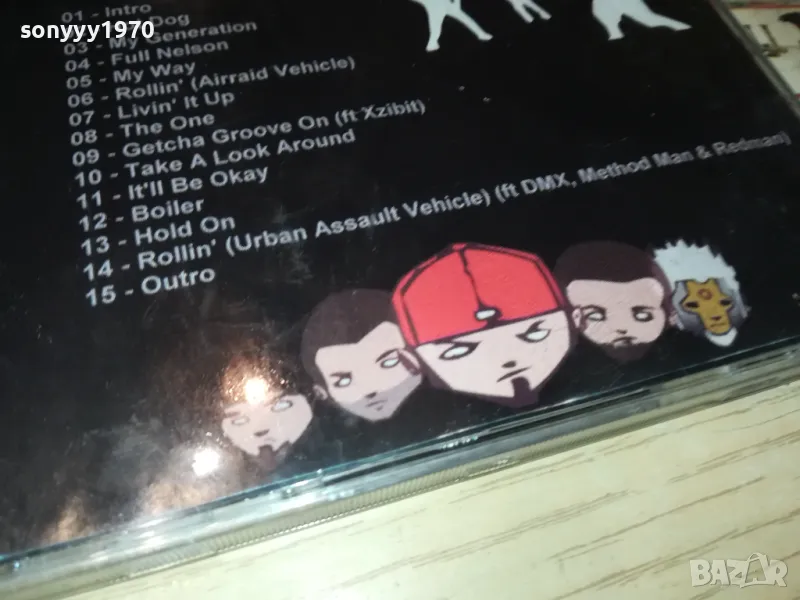 sonyyy1970
01 - Intro
Dog
03 - My Generation
04 - Full Nelson
05 - My Way
06 - Rollin' (Airraid Vehicle)
07 - Livin' It Up
08 - The One
09 - Getcha Groove On (ft Xzibit)
10 - Take A Look Around
11 - It'll Be Okay
12 - Boiler
13 - Hold On
14 - Rollin' (Urban Assault Vehicle) (ft DMX, Method Man & Redman)
15 - Outro
BAZAR